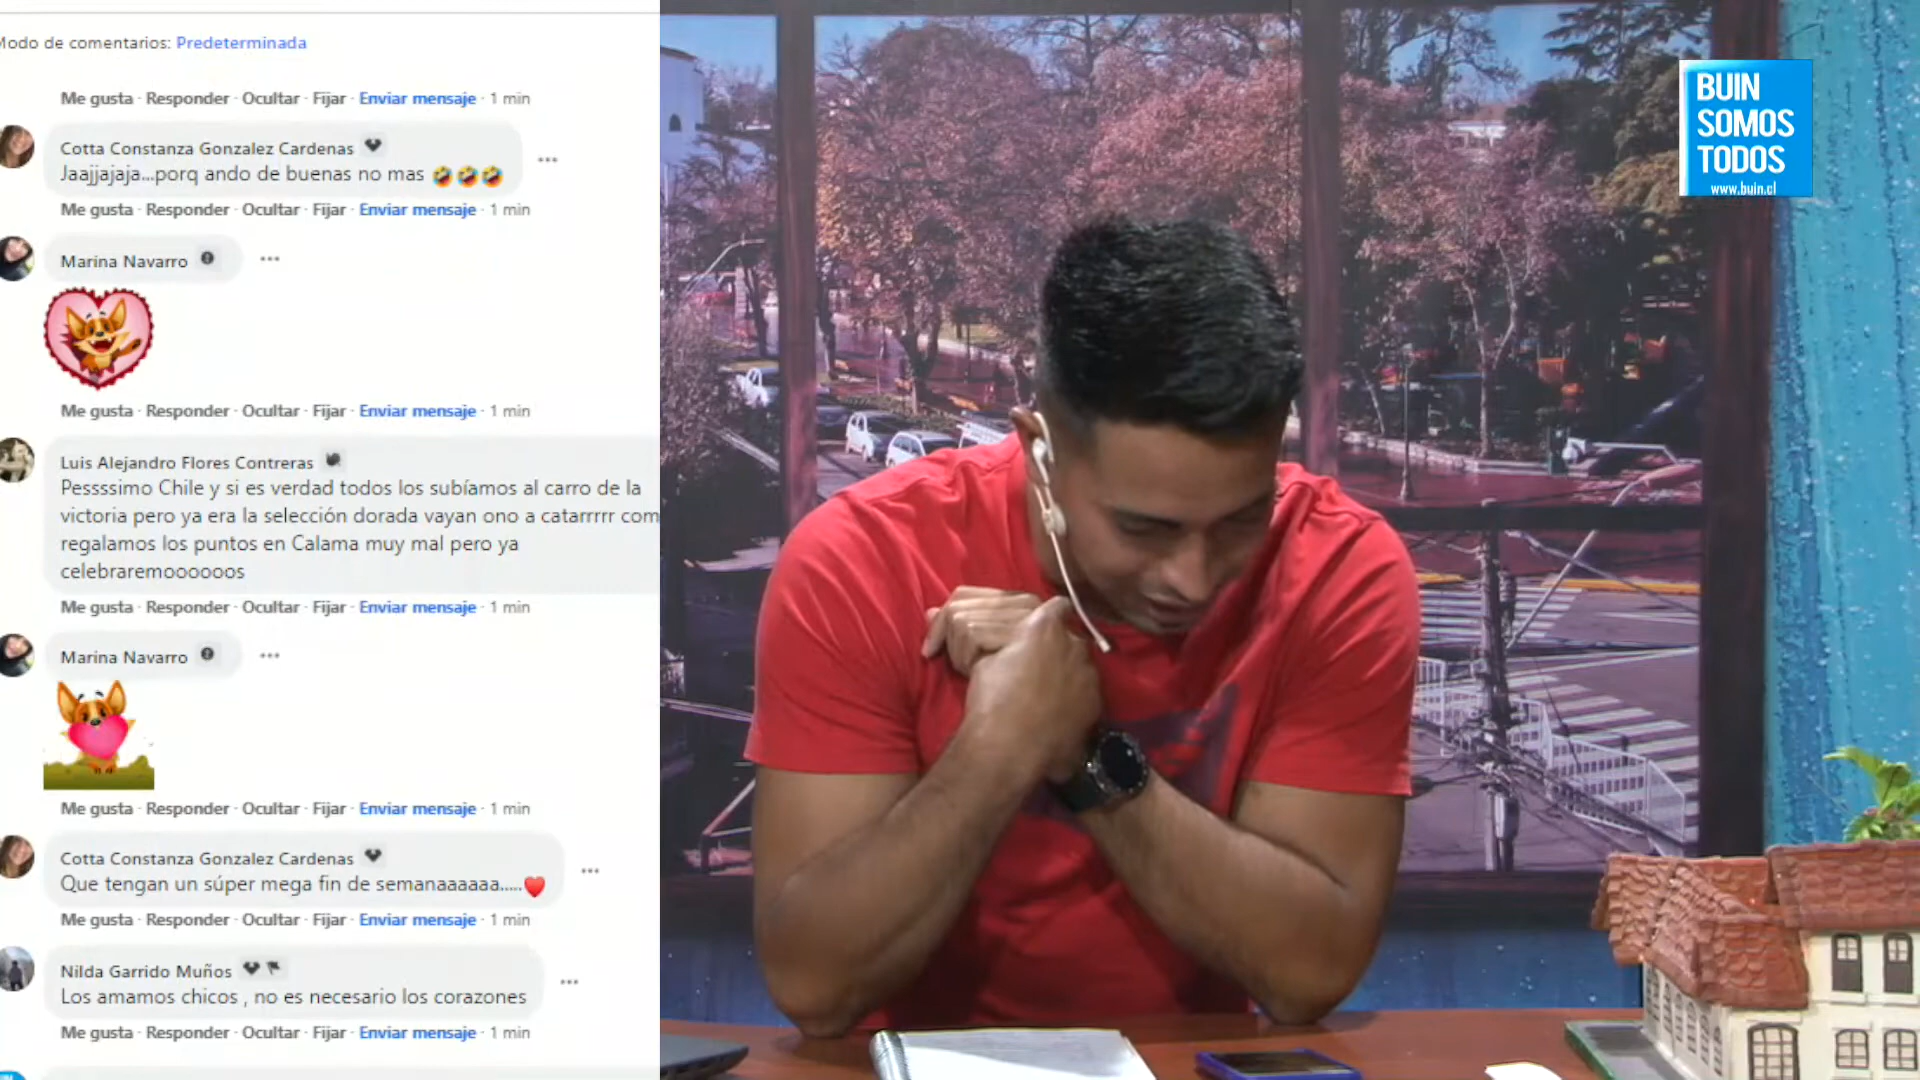 Modo de comentarios: Predeterminada
Me gusta · Responder · Ocultar · Fijar · Enviar mensaje · 1 min
Cotta Constanza Gonzalez Cardenas
Jaajjajaja...porq ando de buenas no mas 🤣🤣🤣
Me gusta · Responder · Ocultar · Fijar · Enviar mensaje · 1 min
Marina Navarro
Me gusta · Responder · Ocultar · Fijar · Enviar mensaje · 1 min
Luis Alejandro Flores Contreras
Pessssimo Chile y si es verdad todos los subíamos al carro de la
victoria pero ya era la selección dorada vayan ono a catarrrrr com
regalamos los puntos en Calama muy mal pero ya
celebraremoooooos
Me gusta · Responder · Ocultar · Fijar · Enviar mensaje · 1 min
Marina Navarro
Me gusta · Responder · Ocultar · Fijar · Enviar mensaje · 1 min
Cotta Constanza Gonzalez Cardenas
Que tengan un súper mega fin de semanaaaaaa.....❤️
Me gusta · Responder · Ocultar · Fijar · Enviar mensaje · 1 min
Nilda Garrido Muños
Los amamos chicos , no es necesario los corazones
Me gusta · Responder · Ocultar · Fijar · Enviar mensaje · 1 min
BUIN
SOMOS
TODOS
www.buin.cl